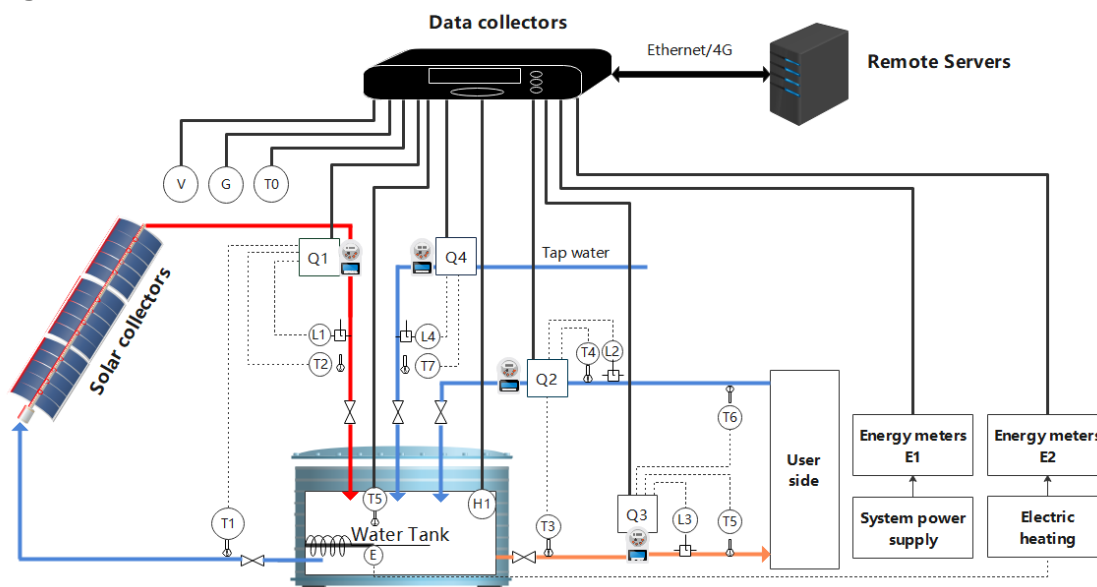 Data collectors
Ethernet/4G
Remote Servers
V
G
T0
Q1
Q4
Tap water
Solar collectors
L1
L4
T2
T7
T4
L2
Q2
T6
User
side
Energy meters
E1
Energy meters
E2
T5
H1
Q3
T1
T3
L3
T5
Water Tank
E
System power
supply
Electric
heating